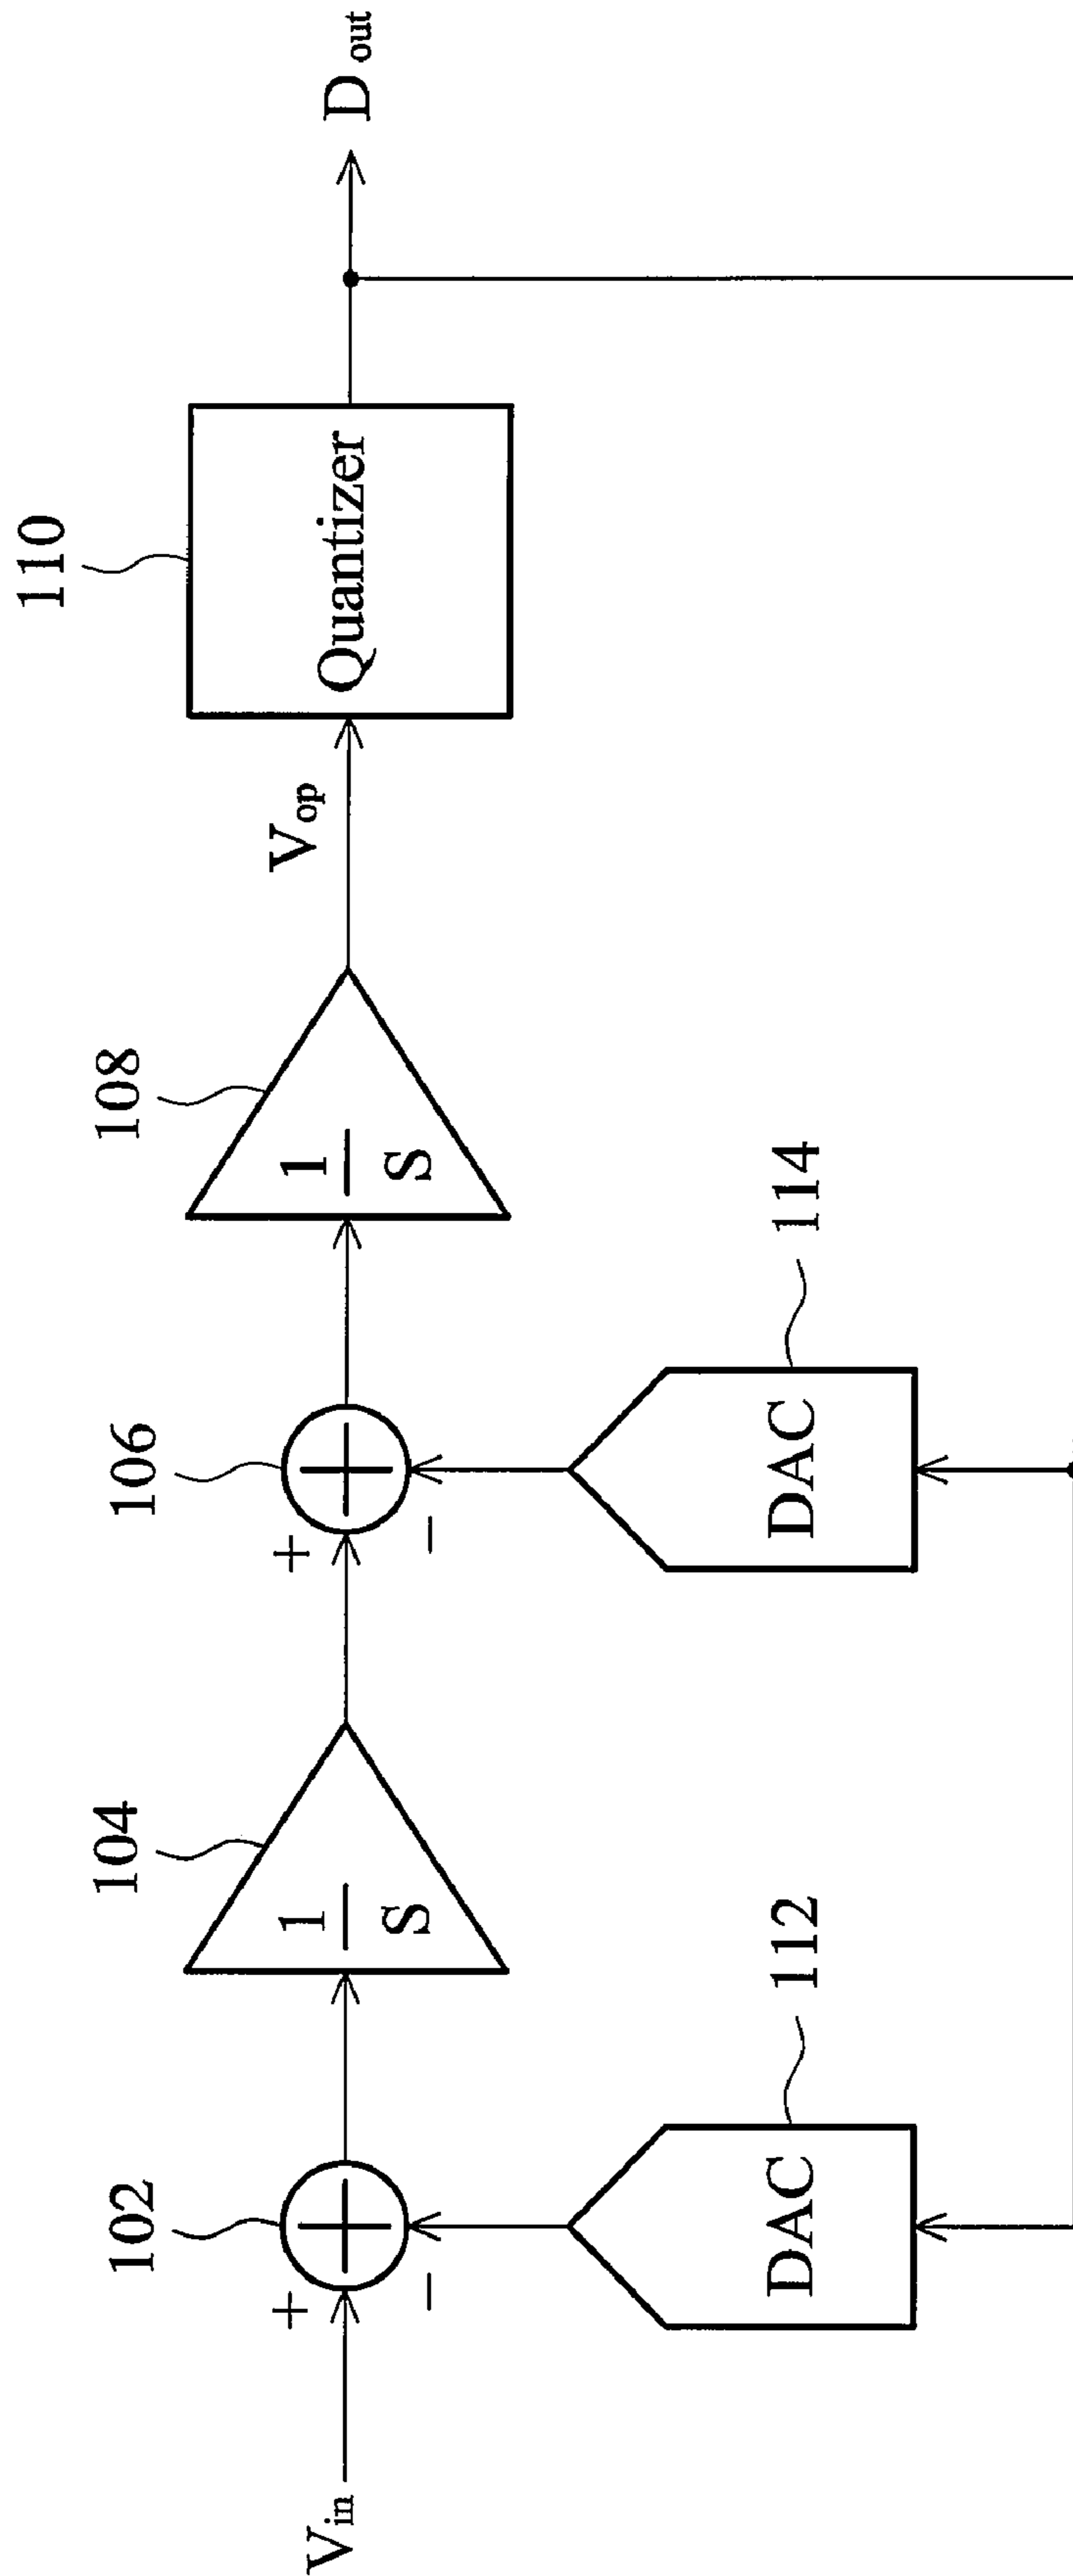 102
104
106
108
110
V_in
+
−
1
S
+
−
1
S
V_op
Quantizer
D_out
DAC
112
DAC
114